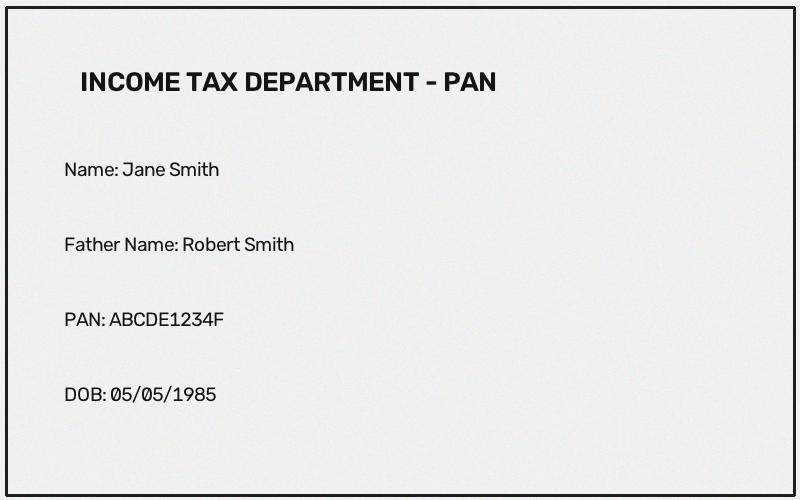 INCOME TAX DEPARTMENT - PAN
Name: Jane Smith
Father Name: Robert Smith
PAN: ABCDE1234F
DOB: 05/05/1985